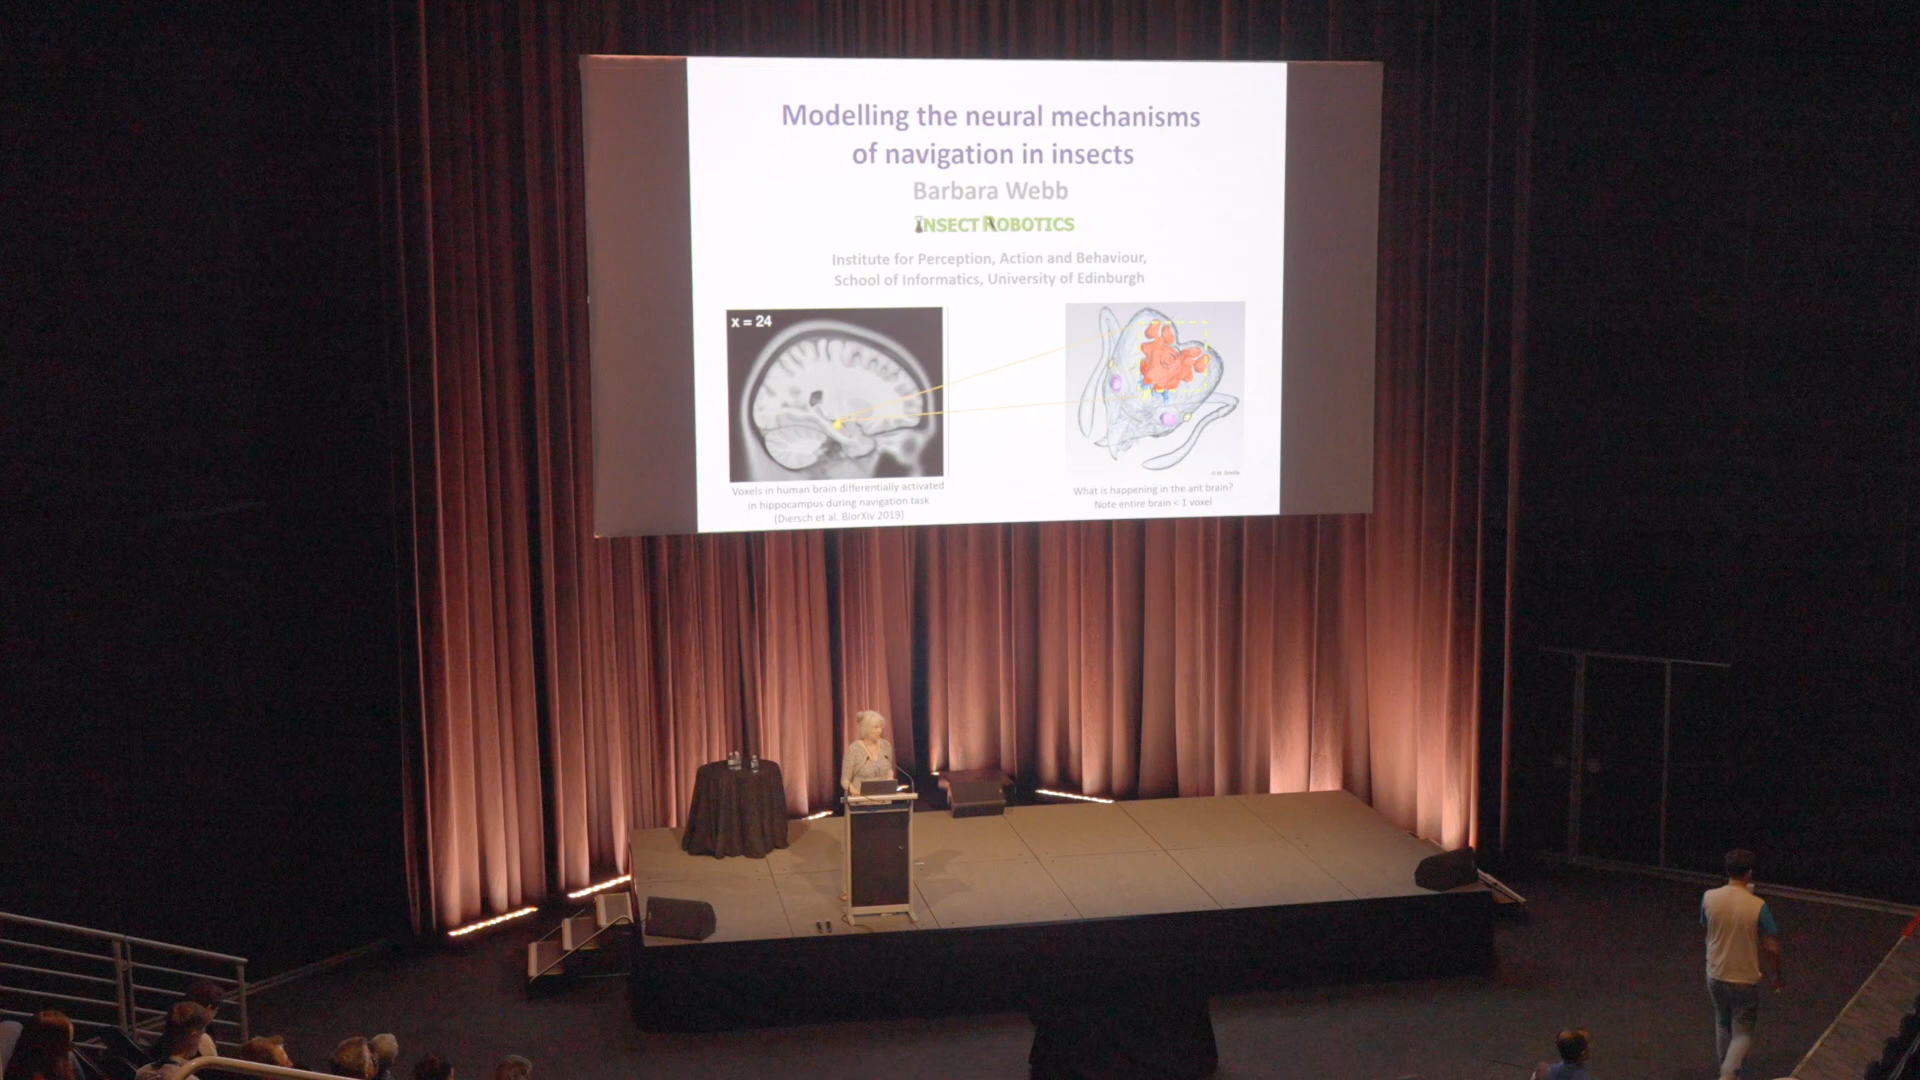 Modelling the neural mechanisms
of navigation in insects
Barbara Webb
INSECT ROBOTICS
Institute for Perception, Action and Behaviour,
School of Informatics, University of Edinburgh
x = 24
Voxels in human brain differentially activated
in hippocampus during navigation task
(Diersch et al. BiorXiv 2019)
What is happening in the ant brain?
Note entire brain < 1 voxel